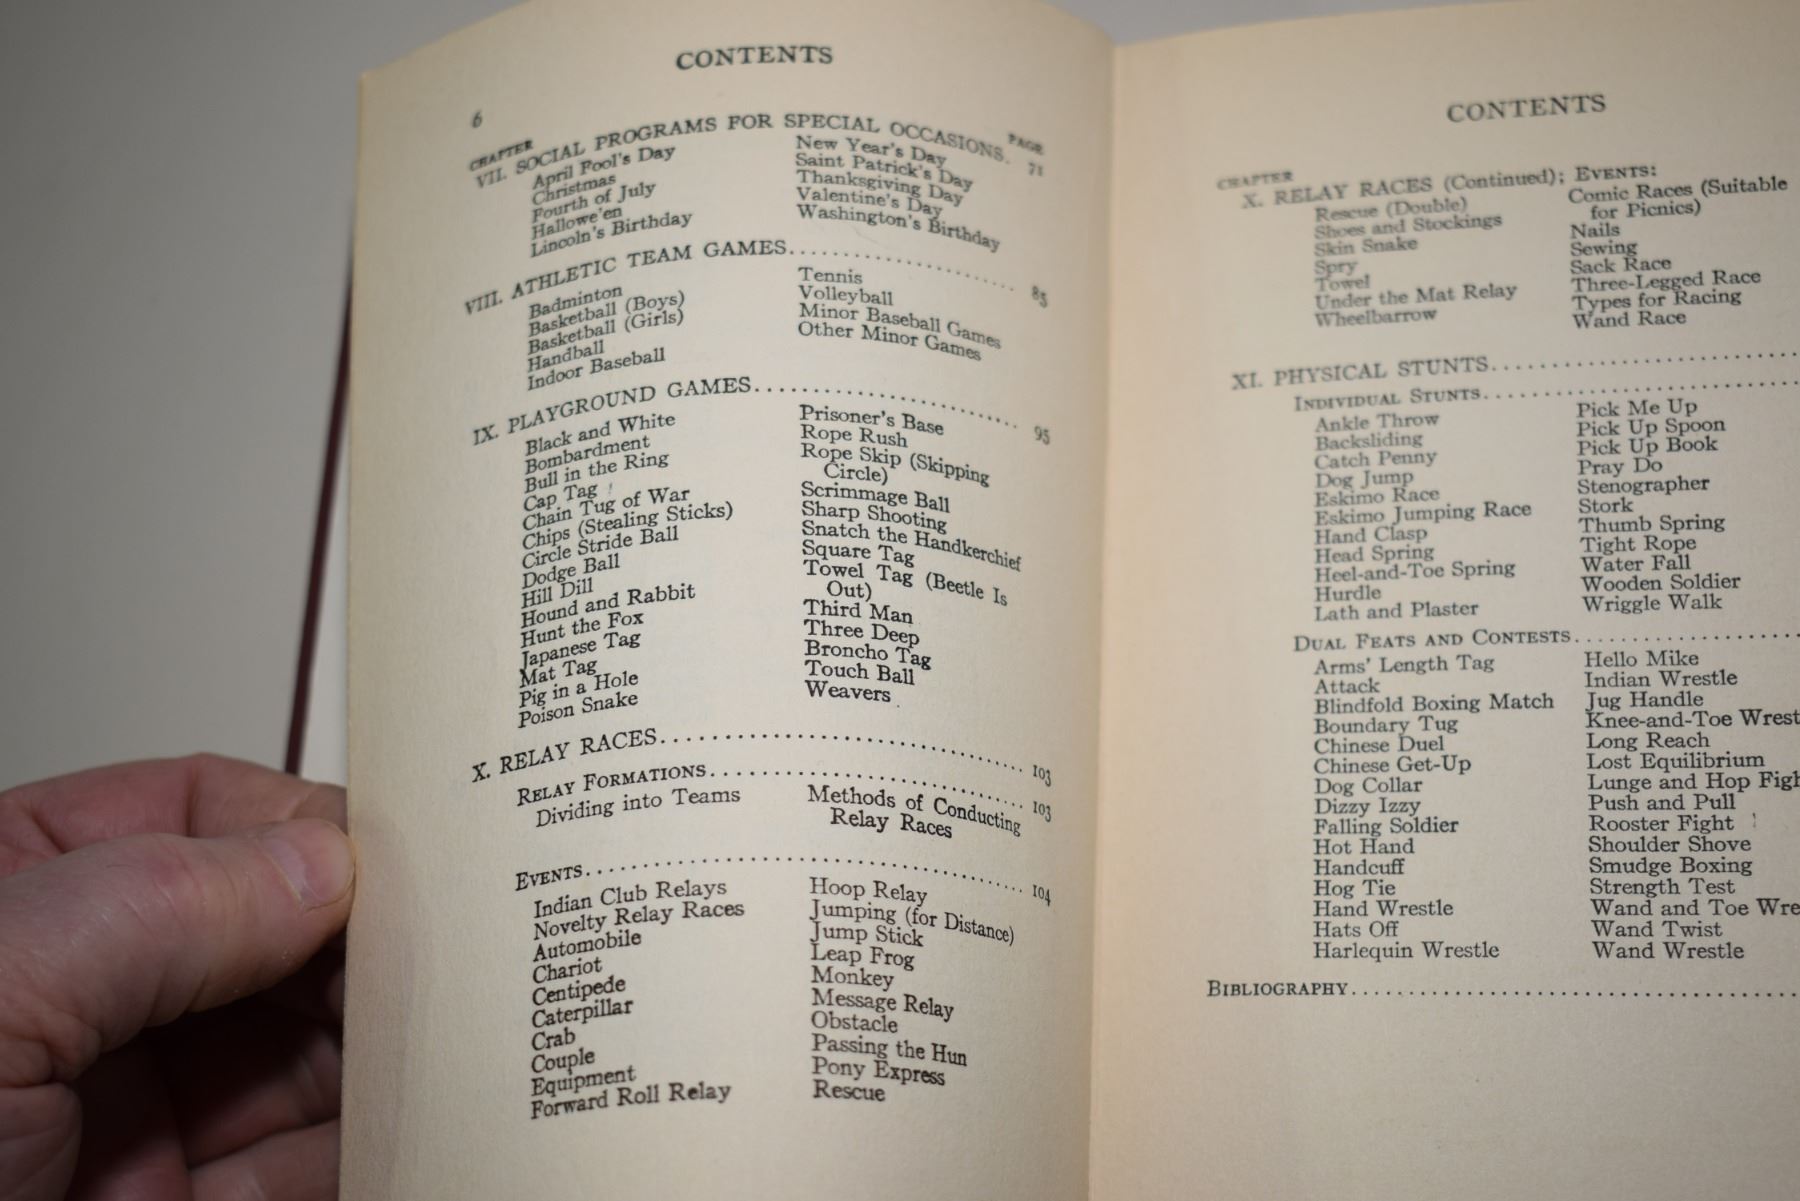 CONTENTS
6
CHAPTER PAGE
VII. SOCIAL PROGRAMS FOR SPECIAL OCCASIONS. 71
April Fool's Day
Christmas
Fourth of July
Hallowe'en
Lincoln's Birthday
New Year's Day
Saint Patrick's Day
Thanksgiving Day
Valentine's Day
Washington's Birthday
VIII. ATHLETIC TEAM GAMES.................... 85
Badminton
Basketball (Boys)
Basketball (Girls)
Handball
Indoor Baseball
Tennis
Volleyball
Minor Baseball Games
Other Minor Games
IX. PLAYGROUND GAMES....................... 95
Black and White
Bombardment
Bull in the Ring
Cap Tag
Chain Tug of War
Chips (Stealing Sticks)
Circle Stride Ball
Dodge Ball
Hill Dill
Hound and Rabbit
Hunt the Fox
Japanese Tag
Mat Tag
Pig in a Hole
Poison Snake
Prisoner's Base
Rope Rush
Rope Skip (Skipping
Circle)
Scrimmage Ball
Sharp Shooting
Snatch the Handkerchief
Square Tag
Towel Tag (Beetle Is
Out)
Third Man
Three Deep
Broncho Tag
Touch Ball
Weavers
X. RELAY RACES............................... 103
RELAY FORMATIONS........................... 103
Dividing into Teams
Methods of Conducting
Relay Races
EVENTS....................................... 104
Indian Club Relays
Novelty Relay Races
Automobile
Chariot
Centipede
Caterpillar
Crab
Couple
Equipment
Forward Roll Relay
Hoop Relay
Jumping (for Distance)
Jump Stick
Leap Frog
Monkey
Message Relay
Obstacle
Passing the Hun
Pony Express
Rescue
CONTENTS
CHAPTER
X. RELAY RACES (Continued); EVENTS:
Rescue (Double)
Shoes and Stockings
Skin Snake
Spry
Towel
Under the Mat Relay
Wheelbarrow
Comic Races (Suitable
for Picnics)
Nails
Sewing
Sack Race
Three-Legged Race
Types for Racing
Wand Race
XI. PHYSICAL STUNTS..........................
INDIVIDUAL STUNTS..........................
Ankle Throw
Backsliding
Catch Penny
Dog Jump
Eskimo Race
Eskimo Jumping Race
Hand Clasp
Head Spring
Heel-and-Toe Spring
Hurdle
Lath and Plaster
Pick Me Up
Pick Up Spoon
Pick Up Book
Pray Do
Stenographer
Stork
Thumb Spring
Tight Rope
Water Fall
Wooden Soldier
Wriggle Walk
DUAL FEATS AND CONTESTS...................
Arms' Length Tag
Attack
Blindfold Boxing Match
Boundary Tug
Chinese Duel
Chinese Get-Up
Dog Collar
Dizzy Izzy
Falling Soldier
Hot Hand
Handcuff
Hog Tie
Hand Wrestle
Hats Off
Harlequin Wrestle
Hello Mike
Indian Wrestle
Jug Handle
Knee-and-Toe Wrest
Long Reach
Lost Equilibrium
Lunge and Hop Figh
Push and Pull
Rooster Fight
Shoulder Shove
Smudge Boxing
Strength Test
Wand and Toe Wre
Wand Twist
Wand Wrestle
BIBLIOGRAPHY..................................